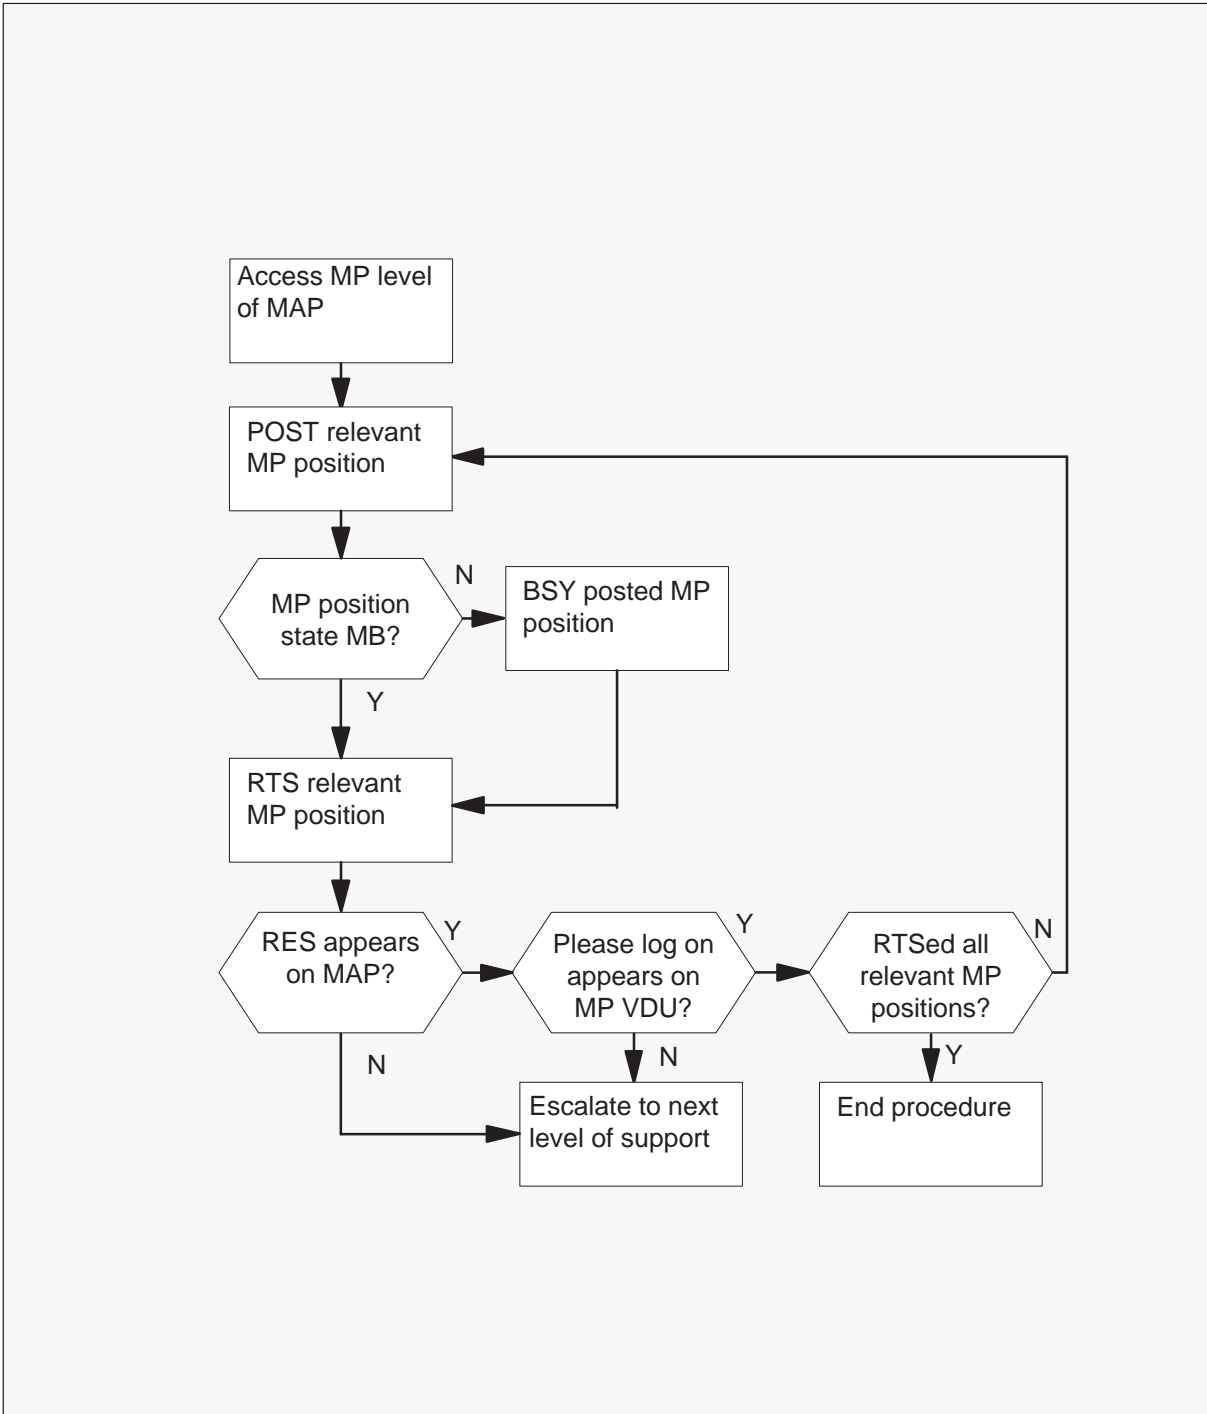 Access MP level
of MAP
POST relevant
MP position
MP position
state MB?
N
BSY posted MP
position
Y
RTS relevant
MP position
RES appears
on MAP?
Y
Please log on
appears on
MP VDU?
Y
RTSed all
relevant MP
positions?
N
N
N
Y
Escalate to next
level of support
End procedure